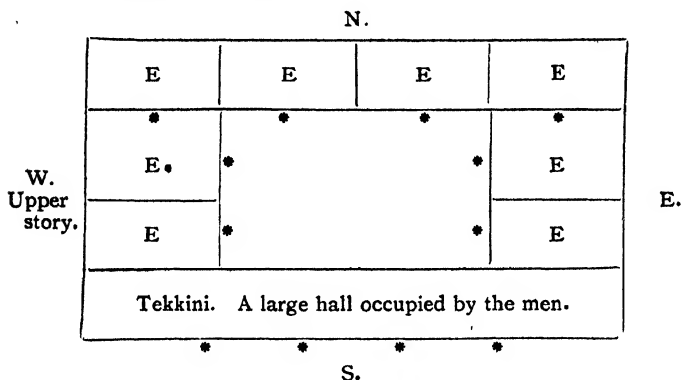 N.
E E E E
E. E
W.
Upper
story.
E.
E E
Tekkini. A large hall occupied by the men.
S.